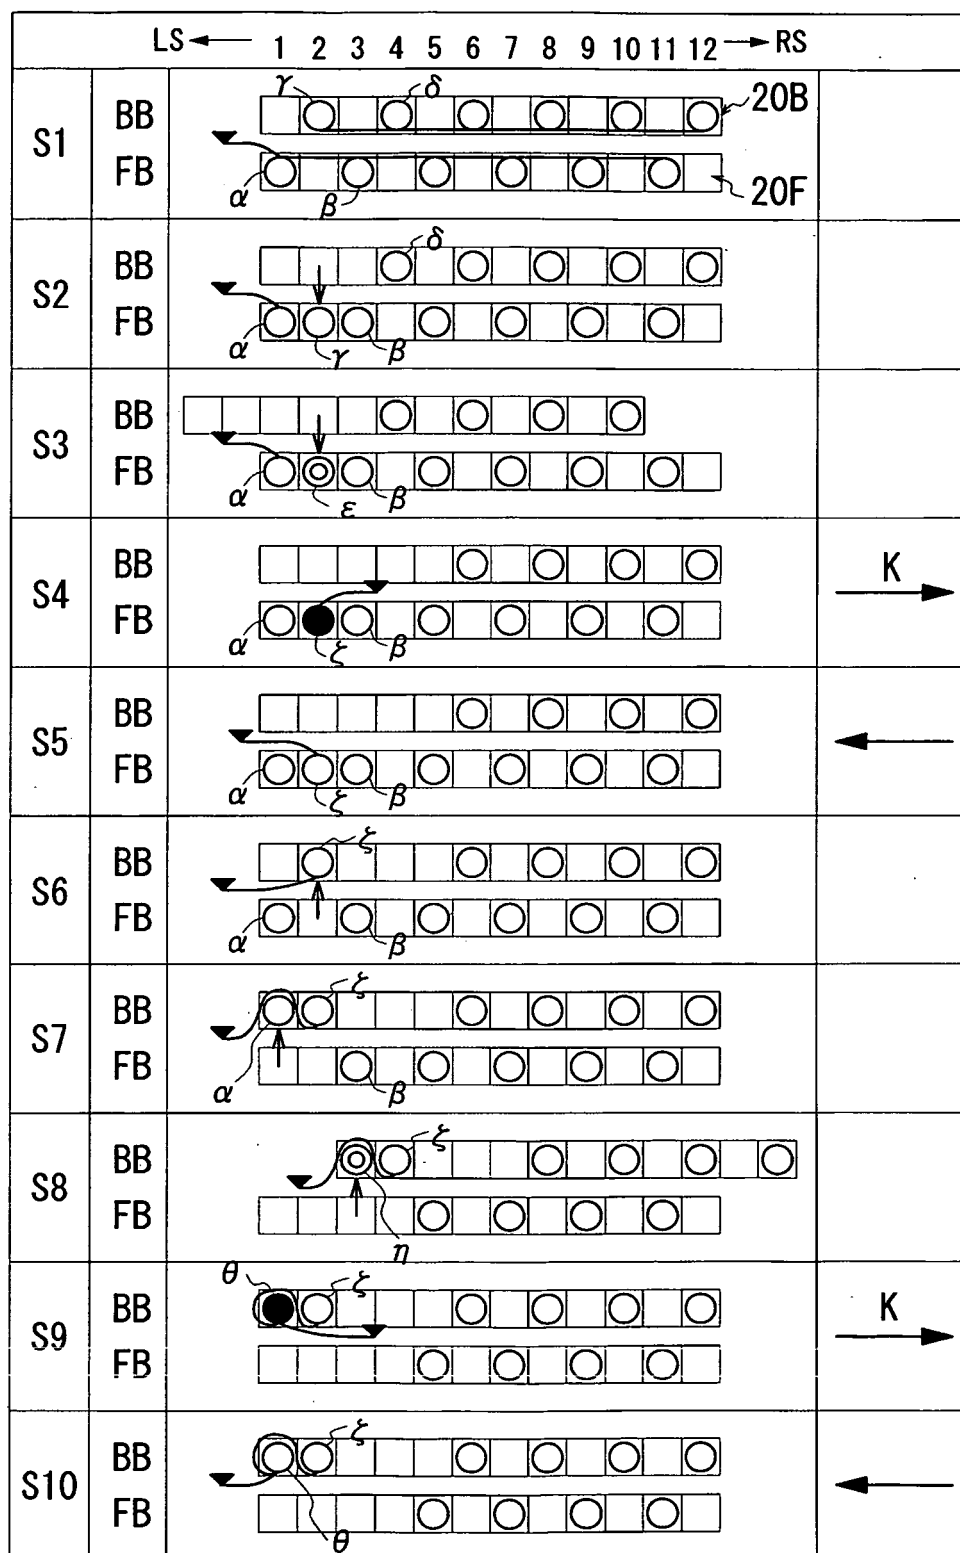 LS ← 1 2 3 4 5 6 7 8 9 10 11 12 → RS
γ δ
S1 BB 20B
FB 20F
α β
δ
S2 BB
FB
α γ β
S3 BB
FB
α ε β
S4 BB K
FB
α ζ β
S5 BB
FB
α ζ β
ζ
S6 BB
FB
α β
ζ
S7 BB
FB
α β
ζ
S8 BB
FB
η
θ ζ
S9 BB K
FB
ζ
S10 BB
FB
θ